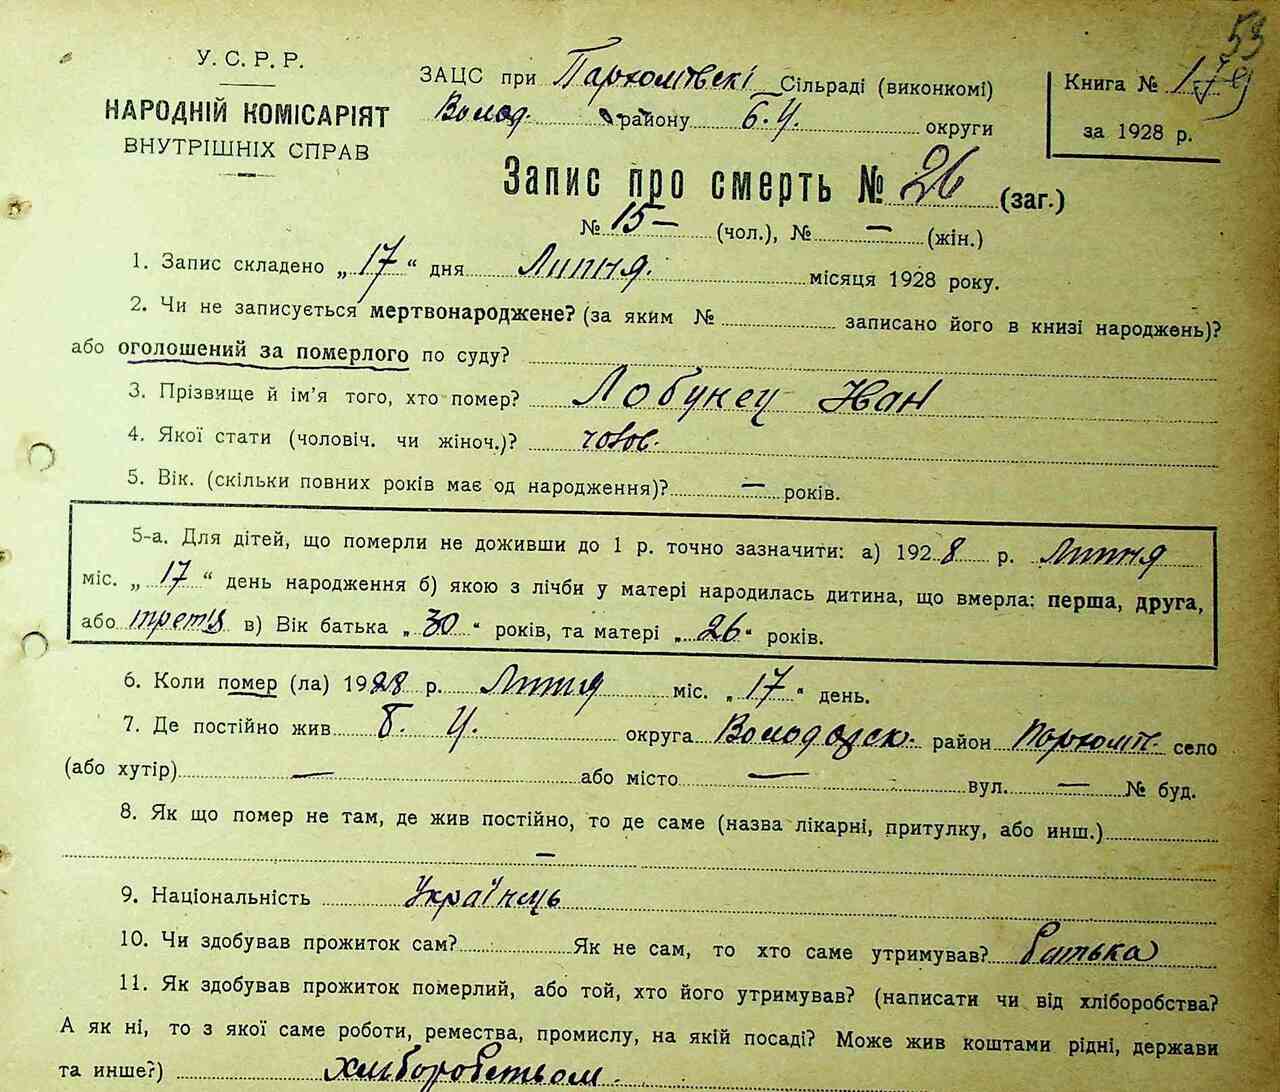 53
У. С. Р. Р.
НАРОДНІЙ КОМІСАРІЯТ
ВНУТРІШНІХ СПРАВ
ЗАЦС при Пархомівскі Сільраді (виконкомі)
Волод. району Б. Ц. округи
Книга №
за 1928 р.
Запис про смерть № 26 (заг.)
№ 15 — (чол.), № — (жін.)
1. Запис складено „ 17 “ дня Липня. місяця 1928 року.
2. Чи не записується мертвонароджене? (за яким № записано його в книзі народжень)?
або оголошений за померлого по суду?
3. Прізвище й ім'я того, хто помер? Лобунец Иван
4. Якої стати (чоловіч. чи жіноч.)? чолов.
5. Вік. (скільки повних років має од народження)? — років.
5-а. Для дітей, що померли не доживши до 1 р. точно зазначити: а) 1928 р. Липня
міс. „ 17 “ день народження б) якою з лічби у матері народилась дитина, що вмерла: перша, друга,
або третя в) Вік батька „ 30 “ років, та матері „ 26 “ років.
6. Коли помер (ла) 1928 р. Липня міс. „ 17 “ день.
7. Де постійно жив Б. Ц. округа Володарск. район Пархомів. село
(або хутір) — або місто — вул. — № буд.
8. Як що помер не там, де жив постійно, то де саме (назва лікарні, притулку, або инш.)
—
9. Національність Українець
10. Чи здобував прожиток сам? Як не сам, то хто саме утримував? батька
11. Як здобував прожиток померлий, або той, хто його утримував? (написати чи від хліборобства?
А як ні, то з якої саме роботи, ремества, промислу, на якій посаді? Може жив коштами рідні, держави
та инше?) хліборобством.